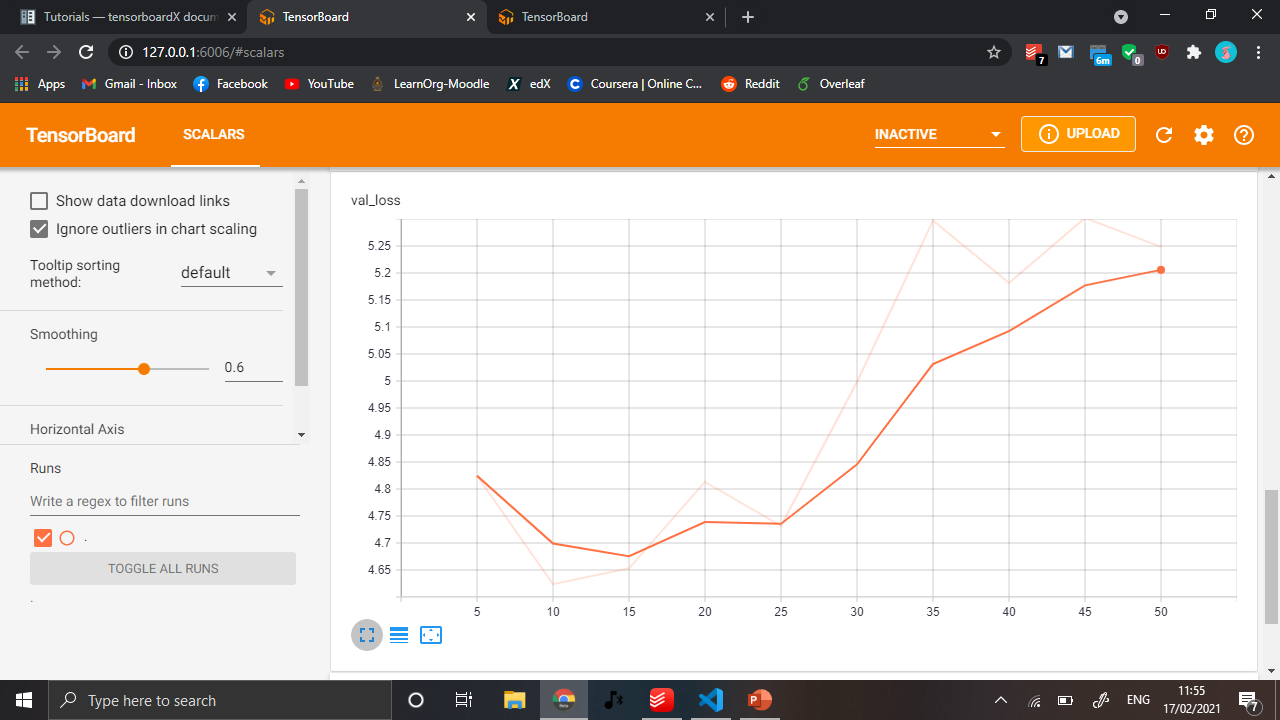 Tutorials — tensorboardX docum
TensorBoard
TensorBoard
127.0.0.1:6006/#scalars
7
6m
0
Apps
Gmail - Inbox
Facebook
YouTube
LearnOrg-Moodle
edX
Coursera | Online C...
Reddit
Overleaf
TensorBoard
SCALARS
INACTIVE
UPLOAD
Show data download links
Ignore outliers in chart scaling
Tooltip sorting
method:
default
Smoothing
0.6
Horizontal Axis
Runs
Write a regex to filter runs
.
TOGGLE ALL RUNS
.
val_loss
5.25
5.2
5.15
5.1
5.05
5
4.95
4.9
4.85
4.8
4.75
4.7
4.65
5 10 15 20 25 30 35 40 45 50
Type here to search
ENG
11:55
17/02/2021
7